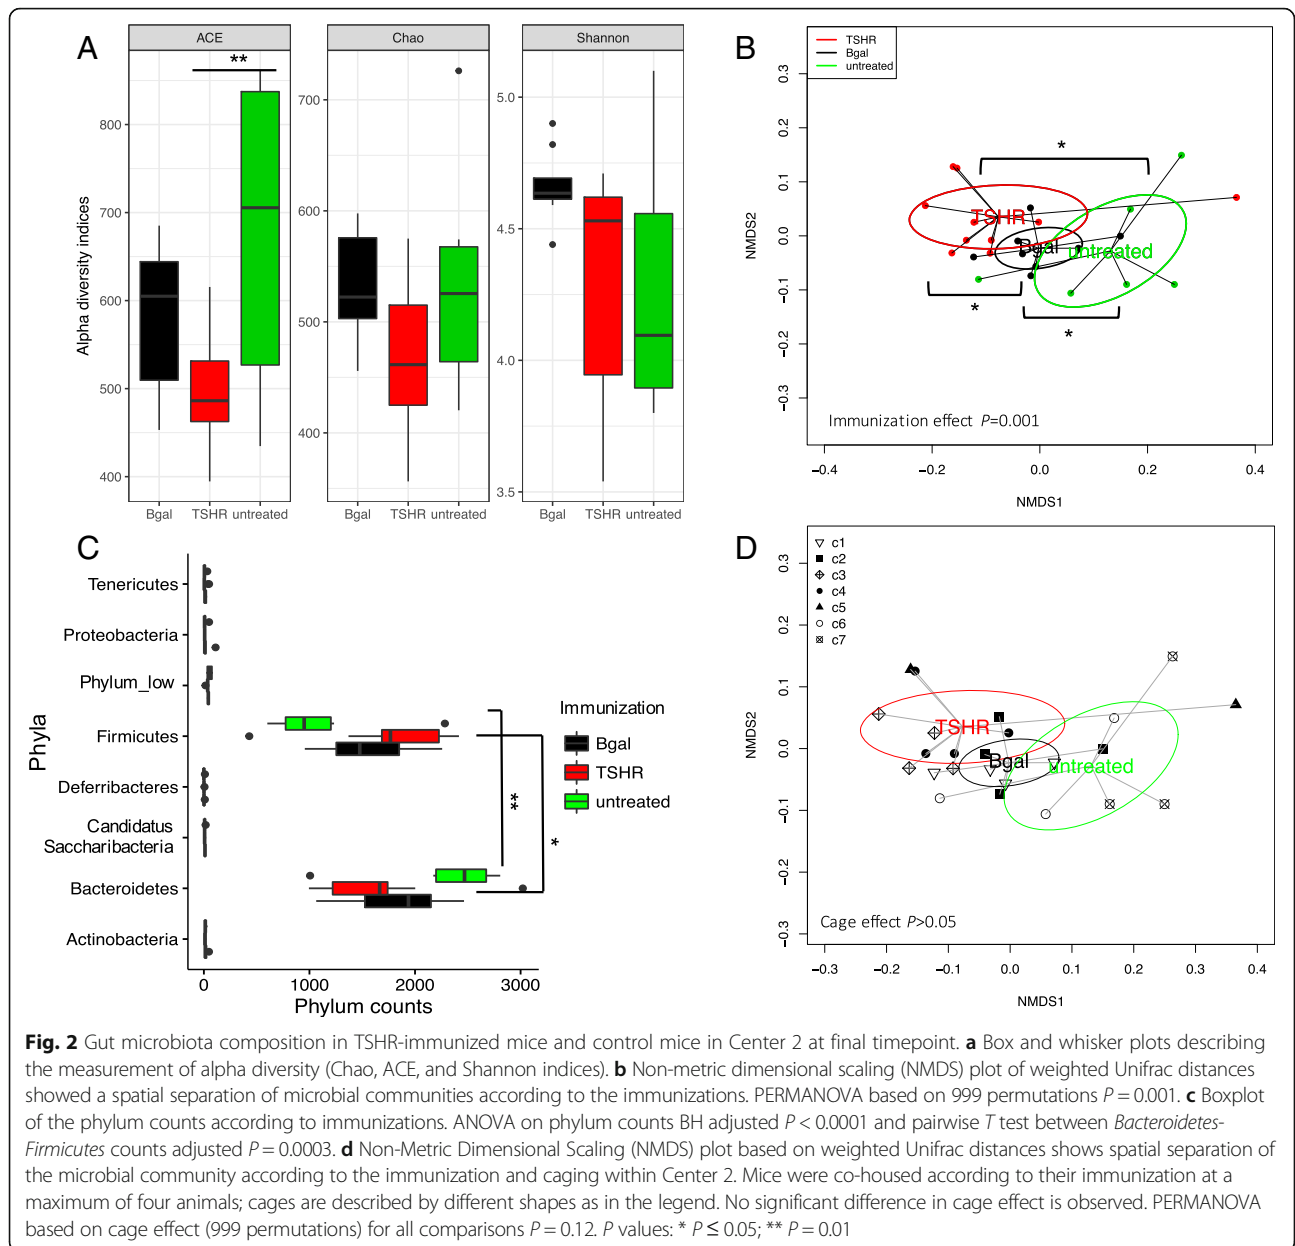 A
ACE
Chao
Shannon
**
Alpha diversity indices
800
700
600
500
400
700
600
500
400
5.0
4.5
4.0
3.5
Bgal
TSHR
untreated
Bgal
TSHR
untreated
Bgal
TSHR
untreated
B
TSHR
Bgal
untreated
NMDS2
0.3
0.2
0.1
0.0
-0.1
-0.2
-0.3
*
TSHR
Bgal
untreated
*
*
Immunization effect P=0.001
-0.4
-0.2
0.0
0.2
0.4
NMDS1
C
Phyla
Tenericutes
Proteobacteria
Phylum_low
Firmicutes
Deferribacteres
Candidatus
Saccharibacteria
Bacteroidetes
Actinobacteria
**
*
Immunization
Bgal
TSHR
untreated
0
1000
2000
3000
Phylum counts
D
c1
c2
c3
c4
c5
c6
c7
NMDS2
0.3
0.2
0.1
0.0
-0.1
-0.2
-0.3
TSHR
Bgal
untreated
Cage effect P>0.05
-0.3
-0.2
-0.1
0.0
0.1
0.2
0.3
0.4
NMDS1
Fig. 2 Gut microbiota composition in TSHR-immunized mice and control mice in Center 2 at final timepoint. a Box and whisker plots describing
the measurement of alpha diversity (Chao, ACE, and Shannon indices). b Non-metric dimensional scaling (NMDS) plot of weighted Unifrac distances
showed a spatial separation of microbial communities according to the immunizations. PERMANOVA based on 999 permutations P = 0.001. c Boxplot
of the phylum counts according to immunizations. ANOVA on phylum counts BH adjusted P < 0.0001 and pairwise T test between Bacteroidetes-
Firmicutes counts adjusted P = 0.0003. d Non-Metric Dimensional Scaling (NMDS) plot based on weighted Unifrac distances shows spatial separation of
the microbial community according to the immunization and caging within Center 2. Mice were co-housed according to their immunization at a
maximum of four animals; cages are described by different shapes as in the legend. No significant difference in cage effect is observed. PERMANOVA
based on cage effect (999 permutations) for all comparisons P = 0.12. P values: * P ≤ 0.05; ** P = 0.01